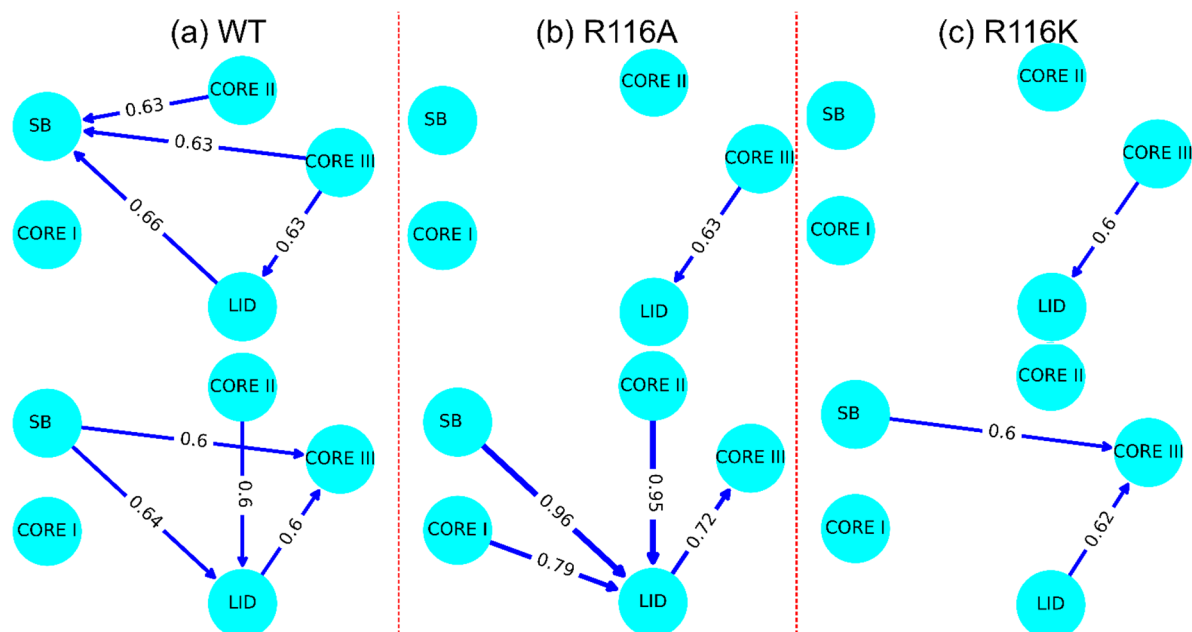 (a) WT
(b) R116A
(c) R116K
CORE II
SB
0.63
0.63
CORE III
0.66
0.63
CORE I
LID
CORE II
SB
CORE III
0.63
CORE I
LID
CORE II
SB
CORE III
0.6
CORE I
LID
CORE II
SB
0.6
CORE III
0.6
0.64
0.6
CORE I
LID
CORE II
SB
CORE III
0.95
0.96
0.72
CORE I
0.79
LID
CORE II
SB
0.6
CORE III
0.62
CORE I
LID